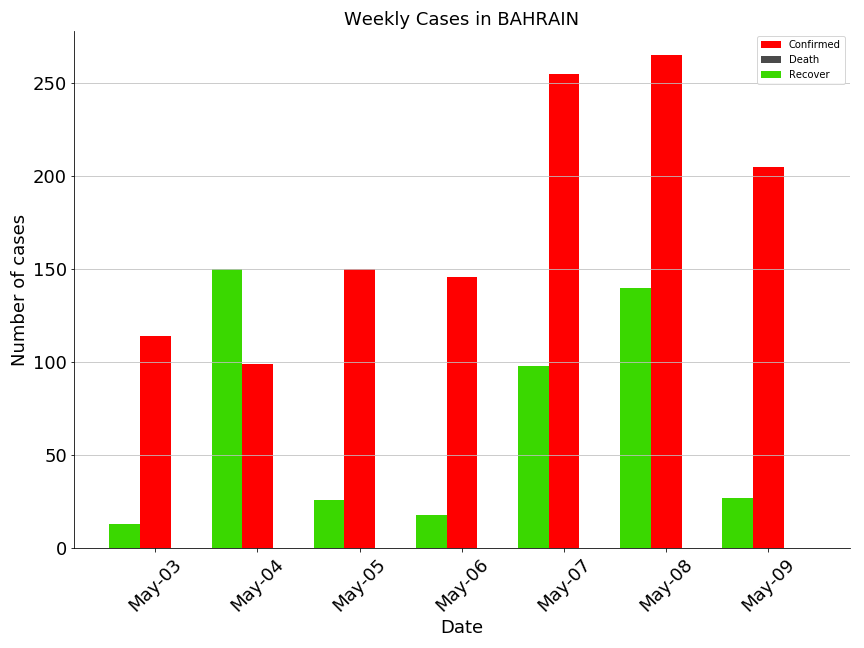 Weekly Cases in BAHRAIN
Confirmed
Death
Recover
Number of cases
250
200
150
100
50
0
May-03
May-04
May-05
May-06
May-07
May-08
May-09
Date